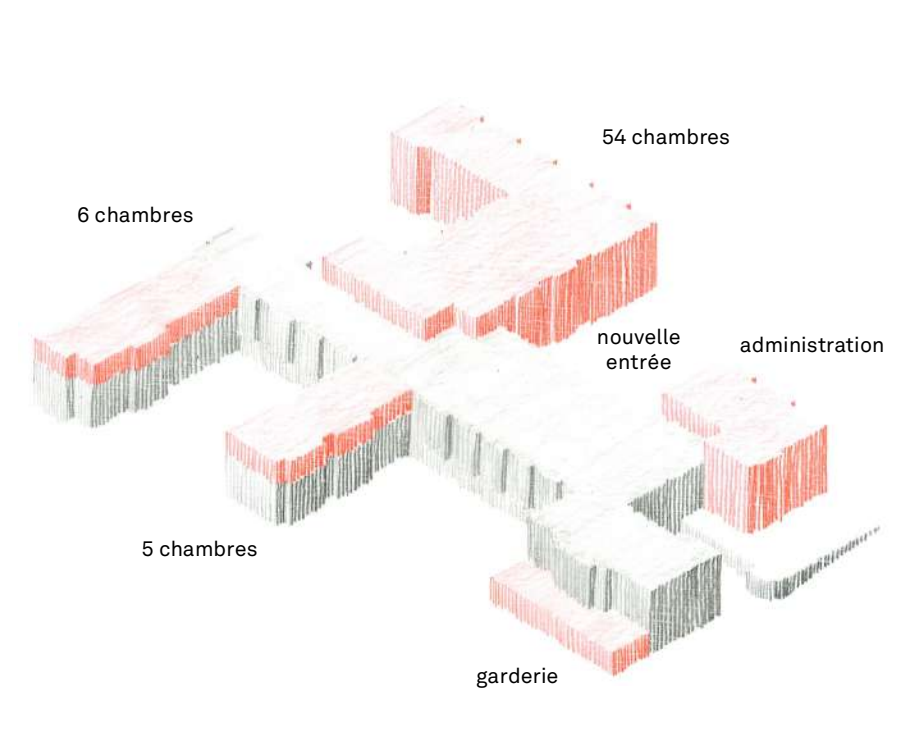 54 chambres
6 chambres
nouvelle
entrée
administration
5 chambres
garderie